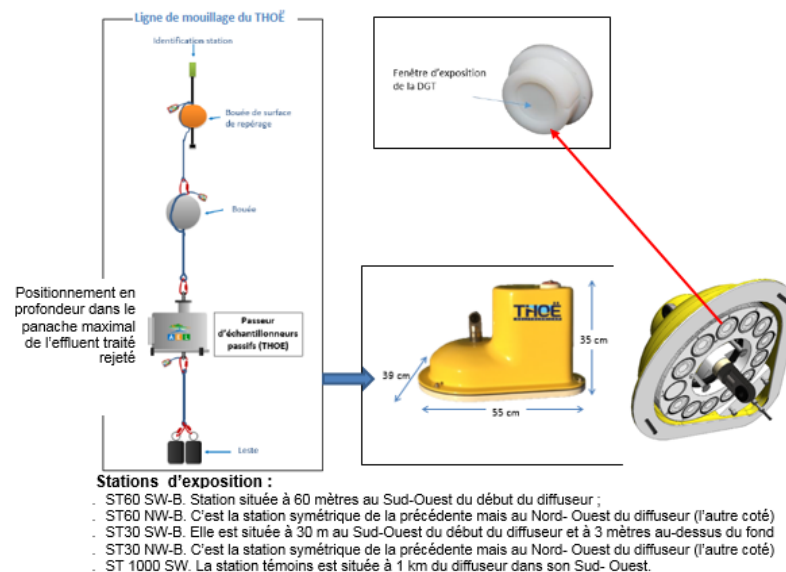 Ligne de mouillage du THOË
Identification station
Bouée de surface
de repérage
Bouée
Positionnement en
profondeur dans le
panache maximal
de l'effluent traité
rejeté
AEL
Passeur
d'échantillonneurs
passifs (THOE)
Leste
Fenêtre d'exposition
de la DGT
THOË
35 cm
39 cm
55 cm
Stations d'exposition :
. ST60 SW-B. Station située à 60 mètres au Sud-Ouest du début du diffuseur ;
. ST60 NW-B. C'est la station symétrique de la précédente mais au Nord- Ouest du diffuseur (l'autre coté)
. ST30 SW-B. Elle est située à 30 m au Sud-Ouest du début du diffuseur et à 3 mètres au-dessus du fond
. ST30 NW-B. C'est la station symétrique de la précédente mais au Nord- Ouest du diffuseur (l'autre coté)
. ST 1000 SW. La station témoins est située à 1 km du diffuseur dans son Sud- Ouest.